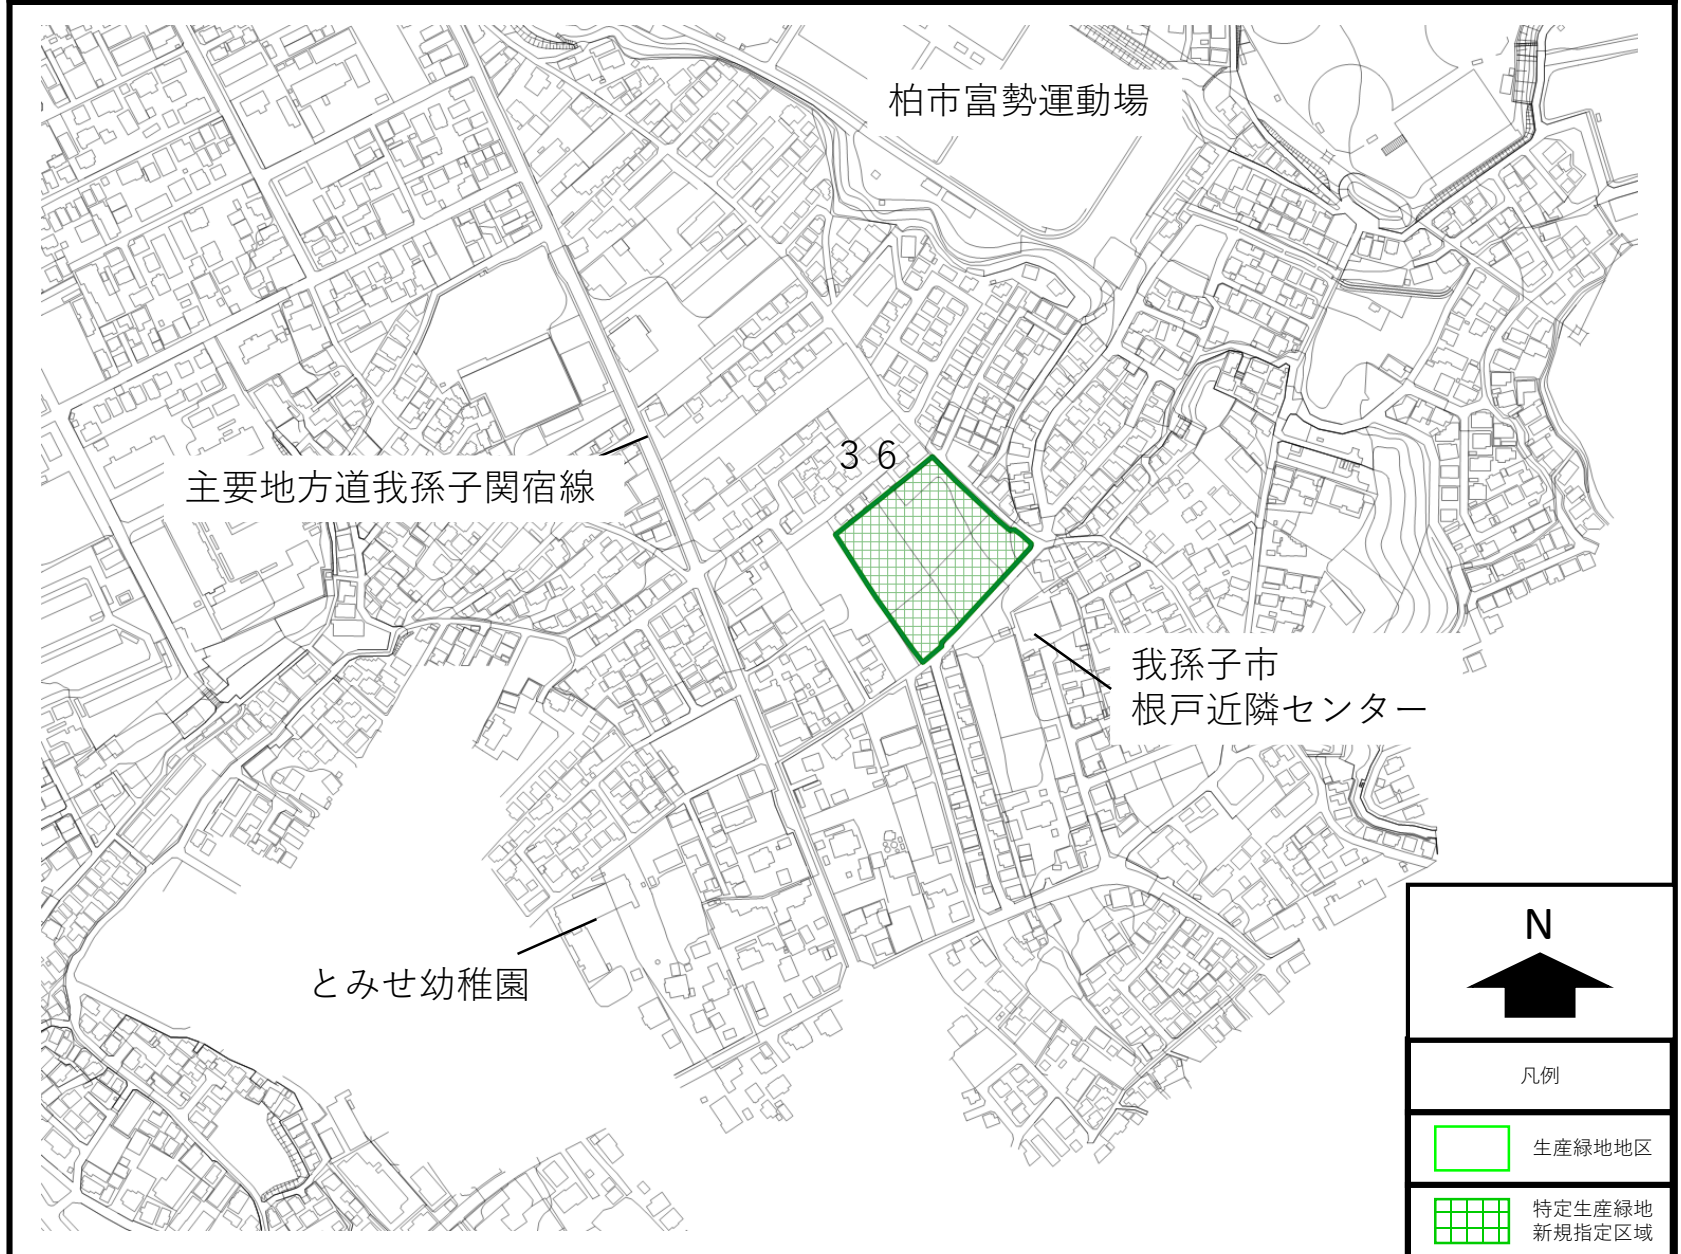 柏市富勢運動場
36
主要地方道我孫子関宿線
我孫子市
根戸近隣センター
とみせ幼稚園
N
凡例
生産緑地地区
特定生産緑地
新規指定区域